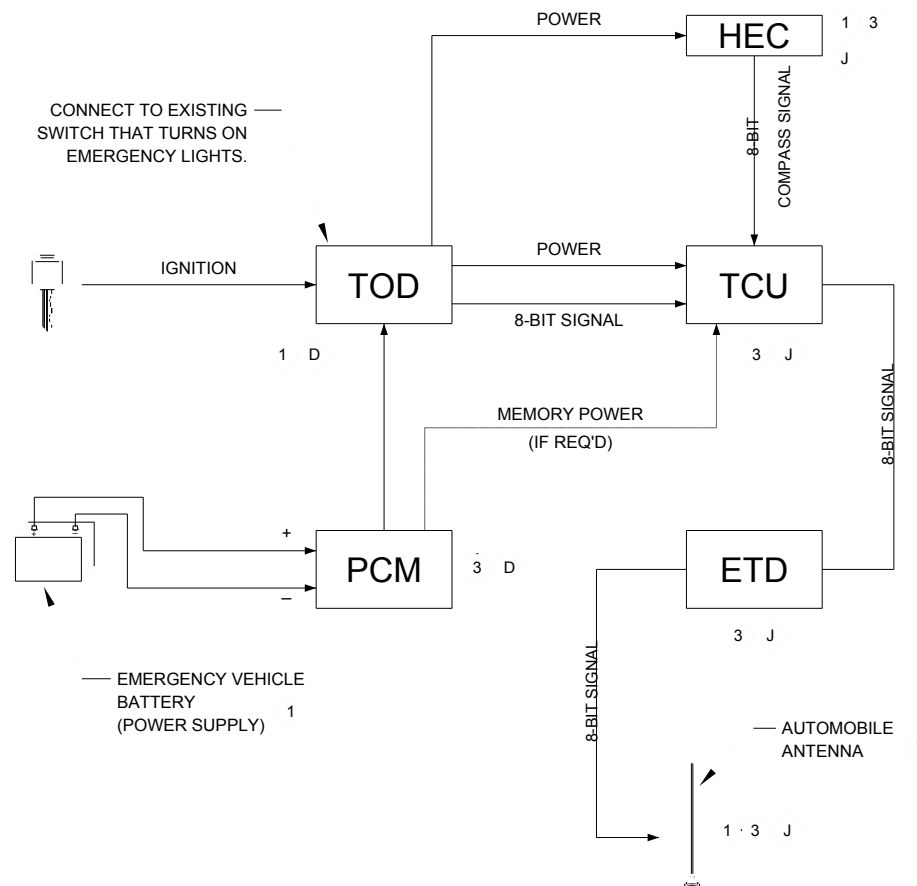 POWER
HEC
1 3
J
CONNECT TO EXISTING
SWITCH THAT TURNS ON
EMERGENCY LIGHTS.
8-BIT
COMPASS SIGNAL
IGNITION
TOD
POWER
8-BIT SIGNAL
TCU
1 D
3 J
MEMORY POWER
(IF REQ'D)
8-BIT SIGNAL
+ −
+
−
PCM
3 D
ETD
3 J
EMERGENCY VEHICLE
BATTERY
(POWER SUPPLY) 1
8-BIT SIGNAL
AUTOMOBILE
ANTENNA
1 3 J